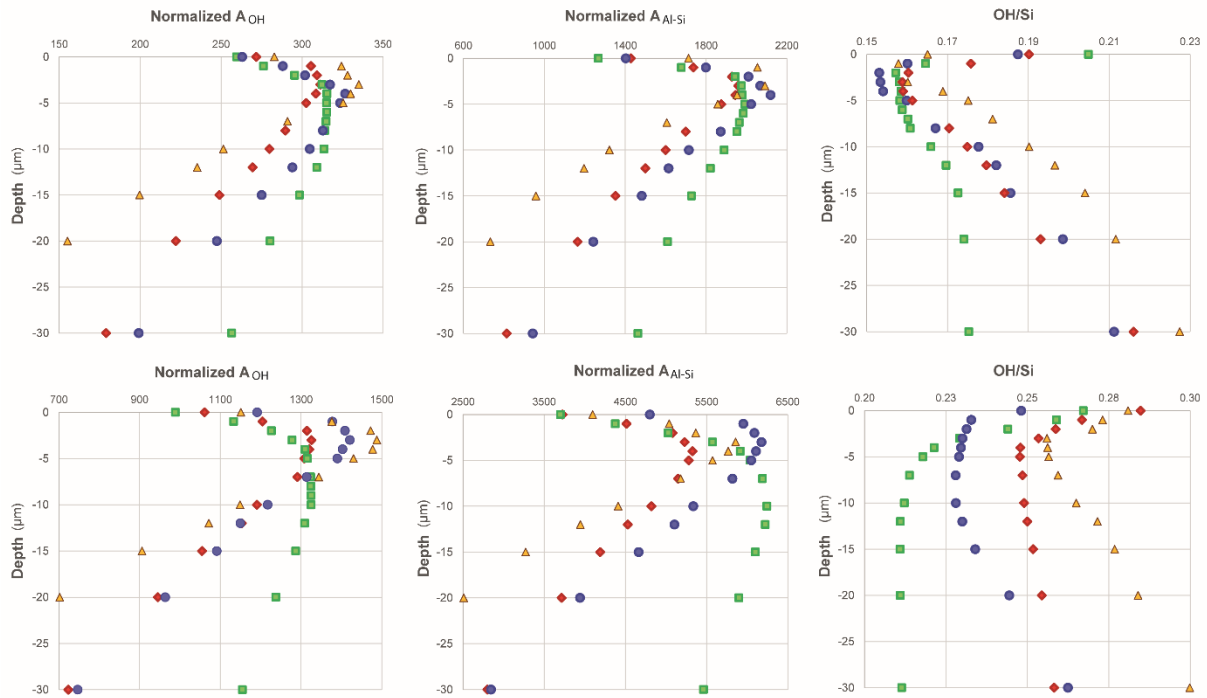 Normalized A OH
150 200 250 300 350
0
-5
-10
-15
-20
-25
-30
Depth (μm)
Normalized A Al-Si
600 1000 1400 1800 2200
0
-5
-10
-15
-20
-25
-30
Depth (μm)
OH/Si
0.15 0.17 0.19 0.21 0.23
0
-5
-10
-15
-20
-25
-30
Depth (μm)
Normalized A OH
700 900 1100 1300 1500
0
-5
-10
-15
-20
-25
-30
Depth (μm)
Normalized A Al-Si
2500 3500 4500 5500 6500
0
-5
-10
-15
-20
-25
-30
Depth (μm)
OH/Si
0.20 0.23 0.25 0.28 0.30
0
-5
-10
-15
-20
-25
-30
Depth (μm)